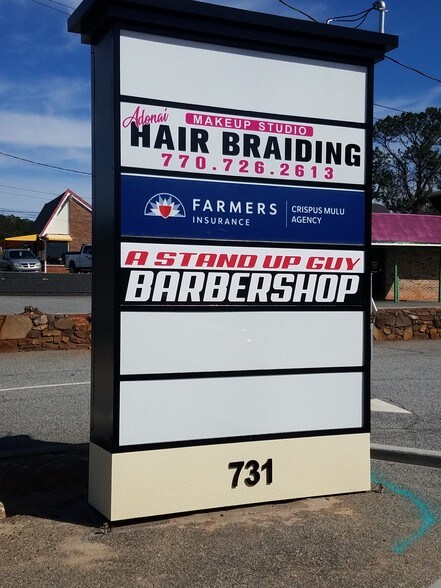 Adonai MAKEUP STUDIO
HAIR BRAIDING
770.726.2613
FARMERS
INSURANCE
CRISPUS MULU
AGENCY
A STAND UP GUY
BARBERSHOP
731